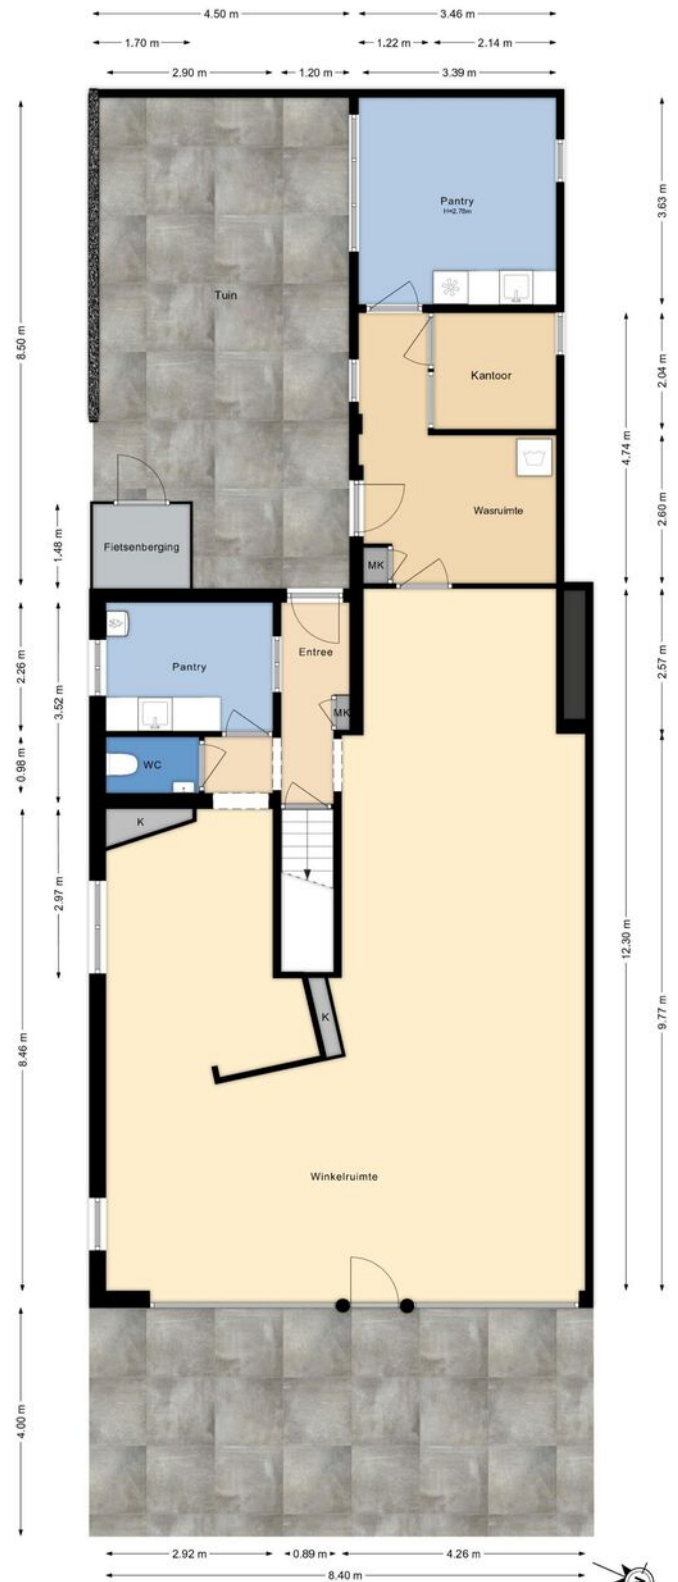 4.50 m
3.46 m
1.70 m
1.22 m
2.14 m
2.90 m
1.20 m
3.39 m
Pantry
H=2.78m
3.63 m
Tuin
8.50 m
Kantoor
2.04 m
4.74 m
Wasruimte
2.60 m
1.48 m
Fietsenberging
MK
Entree
2.57 m
Pantry
2.26 m
3.52 m
MK
WC
0.98 m
K
2.97 m
12.30 m
K
9.77 m
8.46 m
Winkelruimte
4.00 m
2.92 m
0.89 m
4.26 m
8.40 m